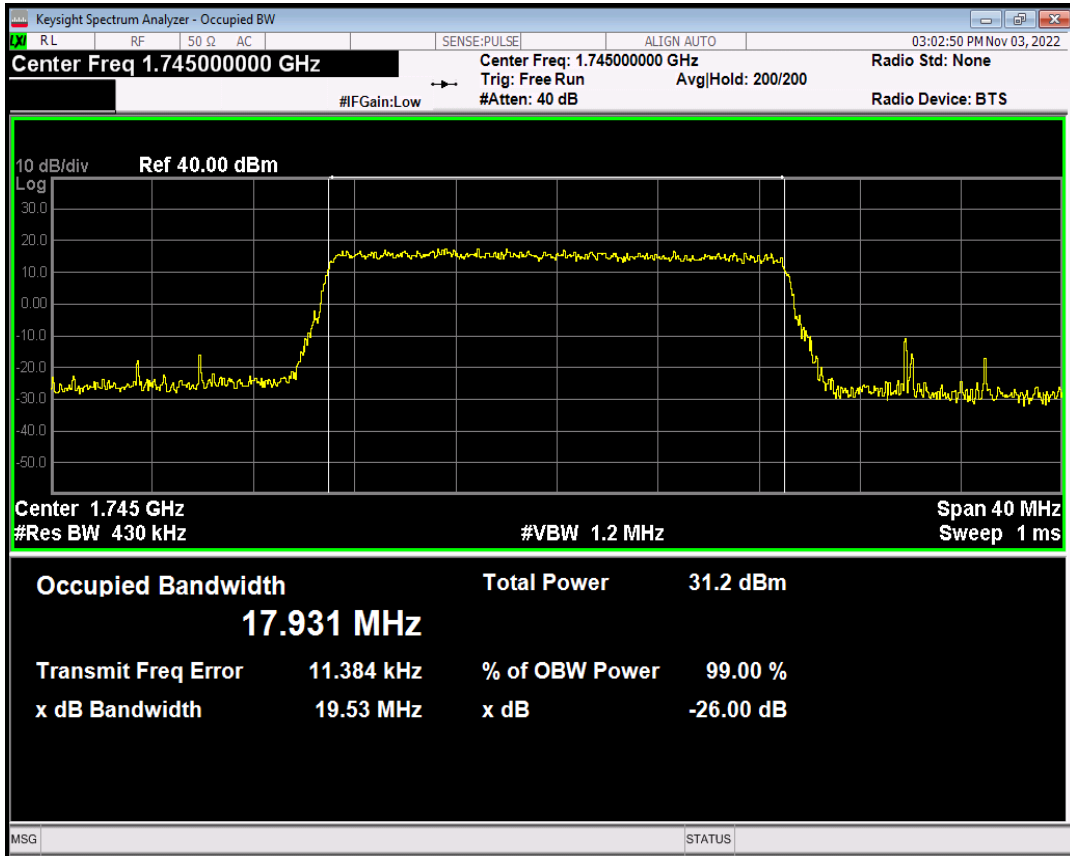 Keysight Spectrum Analyzer - Occupied BW
LXI RL RF 50 Ω AC SENSE:PULSE ALIGN AUTO 03:02:50 PM Nov 03, 2022
Center Freq 1.745000000 GHz Center Freq: 1.745000000 GHz Radio Std: None
Trig: Free Run Avg|Hold: 200/200
#IFGain:Low #Atten: 40 dB Radio Device: BTS
10 dB/div Ref 40.00 dBm
Log
30.0
20.0
10.0
0.00
-10.0
-20.0
-30.0
-40.0
-50.0
Center 1.745 GHz Span 40 MHz
#Res BW 430 kHz #VBW 1.2 MHz Sweep 1 ms
Occupied Bandwidth Total Power 31.2 dBm
17.931 MHz
Transmit Freq Error 11.384 kHz % of OBW Power 99.00 %
x dB Bandwidth 19.53 MHz x dB -26.00 dB
MSG STATUS